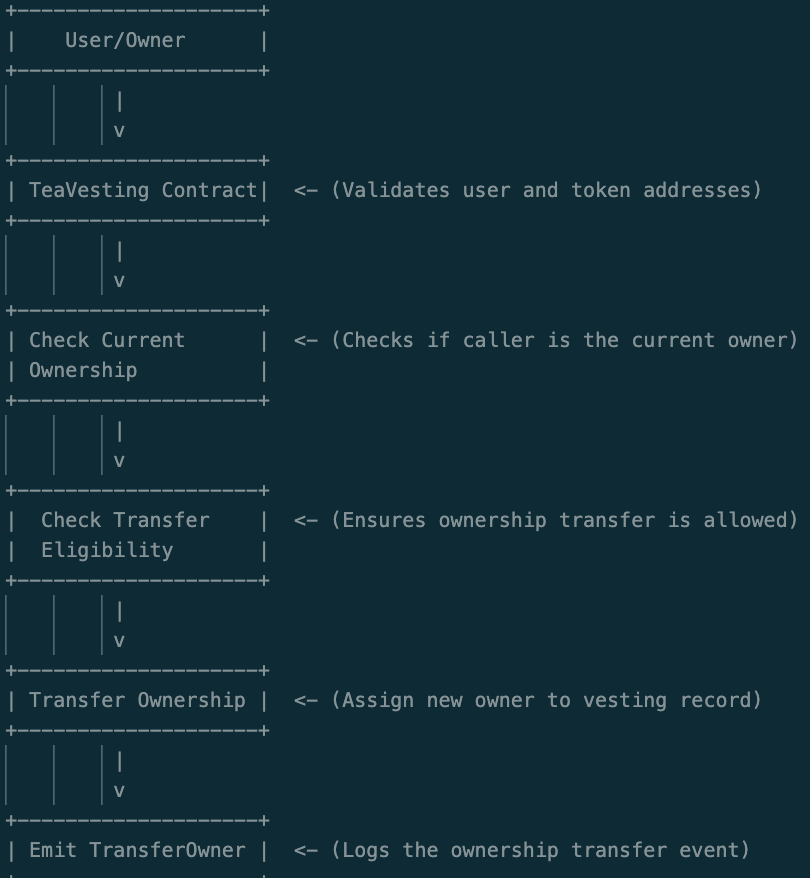 +--------------------+
|    User/Owner      |
+--------------------+
         |
         v
+--------------------+
| TeaVesting Contract|  <- (Validates user and token addresses)
+--------------------+
         |
         v
+--------------------+
| Check Current      |  <- (Checks if caller is the current owner)
| Ownership          |
+--------------------+
         |
         v
+--------------------+
|  Check Transfer    |  <- (Ensures ownership transfer is allowed)
|  Eligibility       |
+--------------------+
         |
         v
+--------------------+
| Transfer Ownership |  <- (Assign new owner to vesting record)
+--------------------+
         |
         v
+--------------------+
| Emit TransferOwner |  <- (Logs the ownership transfer event)